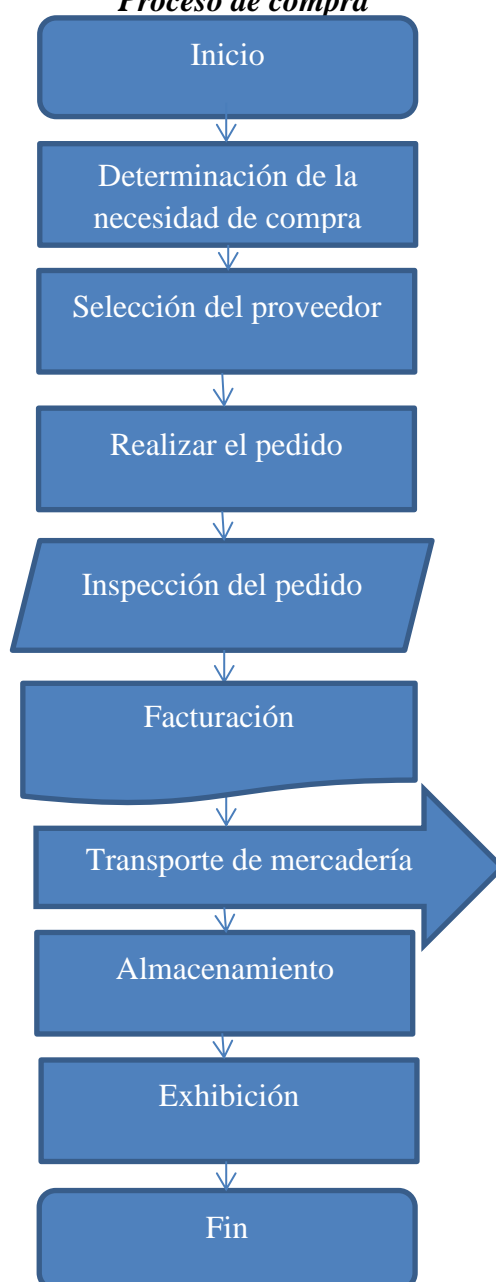 Proceso de compra
Inicio
Determinación de la
necesidad de compra
Selección del proveedor
Realizar el pedido
Inspección del pedido
Facturación
Transporte de mercadería
Almacenamiento
Exhibición
Fin